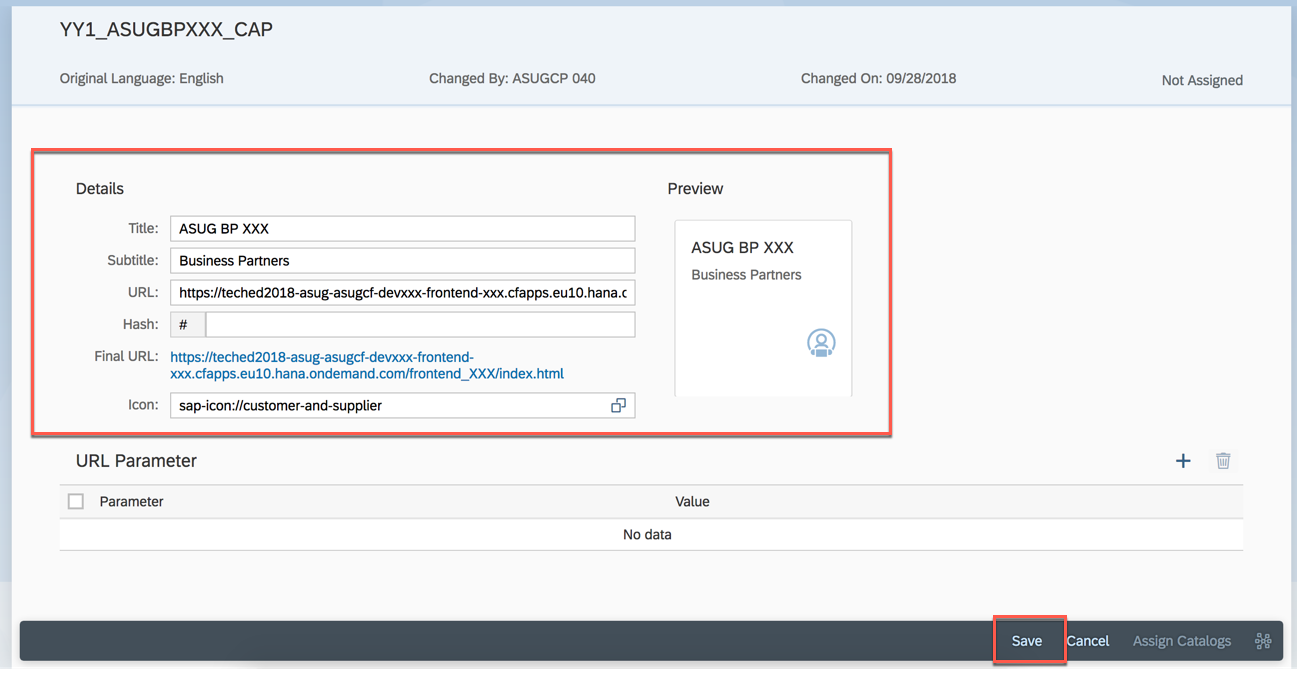 YY1_ASUGBPXXX_CAP
Original Language: English
Changed By: ASUGCP 040
Changed On: 09/28/2018
Not Assigned
Details
Preview
Title:
ASUG BP XXX
Subtitle:
Business Partners
URL:
https://teched2018-asug-asugcf-devxxx-frontend-xxx.cfapps.eu10.hana.c
Hash:
#
Final URL:
https://teched2018-asug-asugcf-devxxx-frontend-
xxx.cfapps.eu10.hana.ondemand.com/frontend_XXX/index.html
Icon:
sap-icon://customer-and-supplier
ASUG BP XXX
Business Partners
URL Parameter
+
Parameter
Value
No data
Save
Cancel
Assign Catalogs